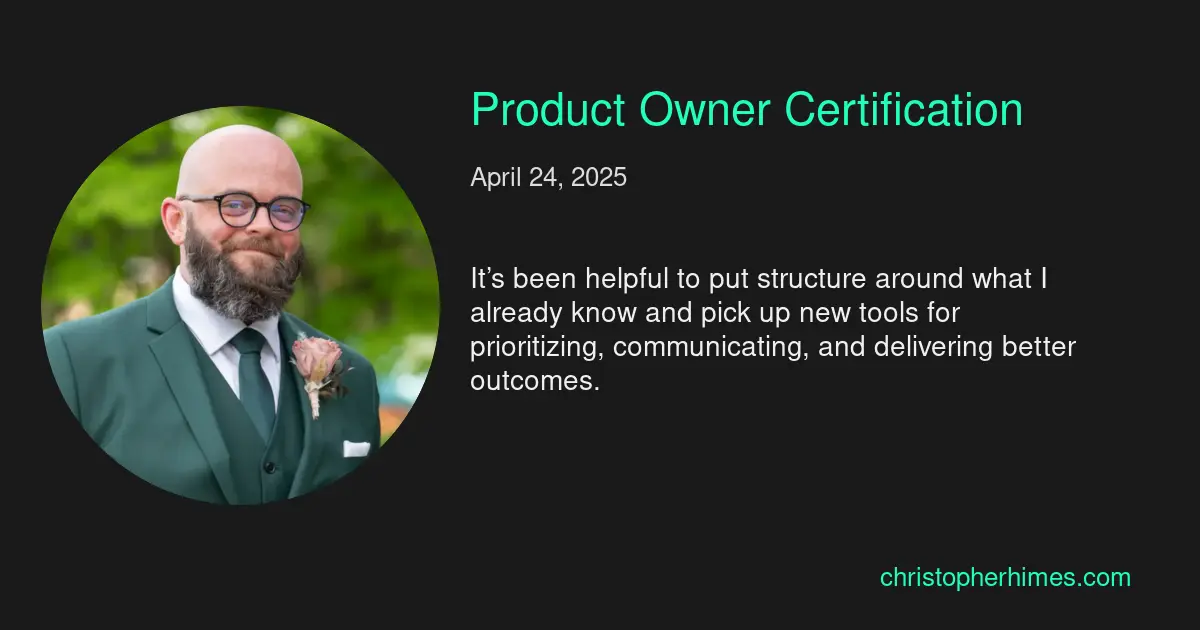 Product Owner Certification
April 24, 2025
It’s been helpful to put structure around what I
already know and pick up new tools for
prioritizing, communicating, and delivering better
outcomes.
christopherhimes.com